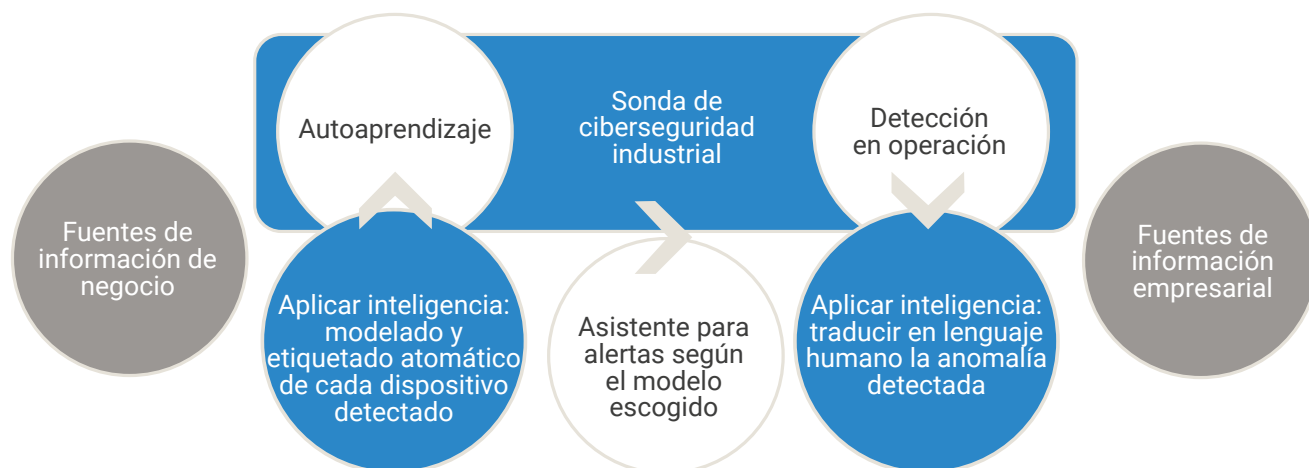 Autoaprendizaje
Sonda de
ciberseguridad
industrial
Detección
en operación
Fuentes de
información de
negocio
Aplicar inteligencia:
modelado y
etiquetado atomático
de cada dispositivo
detectado
Asistente para
alertas según
el modelo
escogido
Aplicar inteligencia:
traducir en lenguaje
humano la anomalía
detectada
Fuentes de
información
empresarial